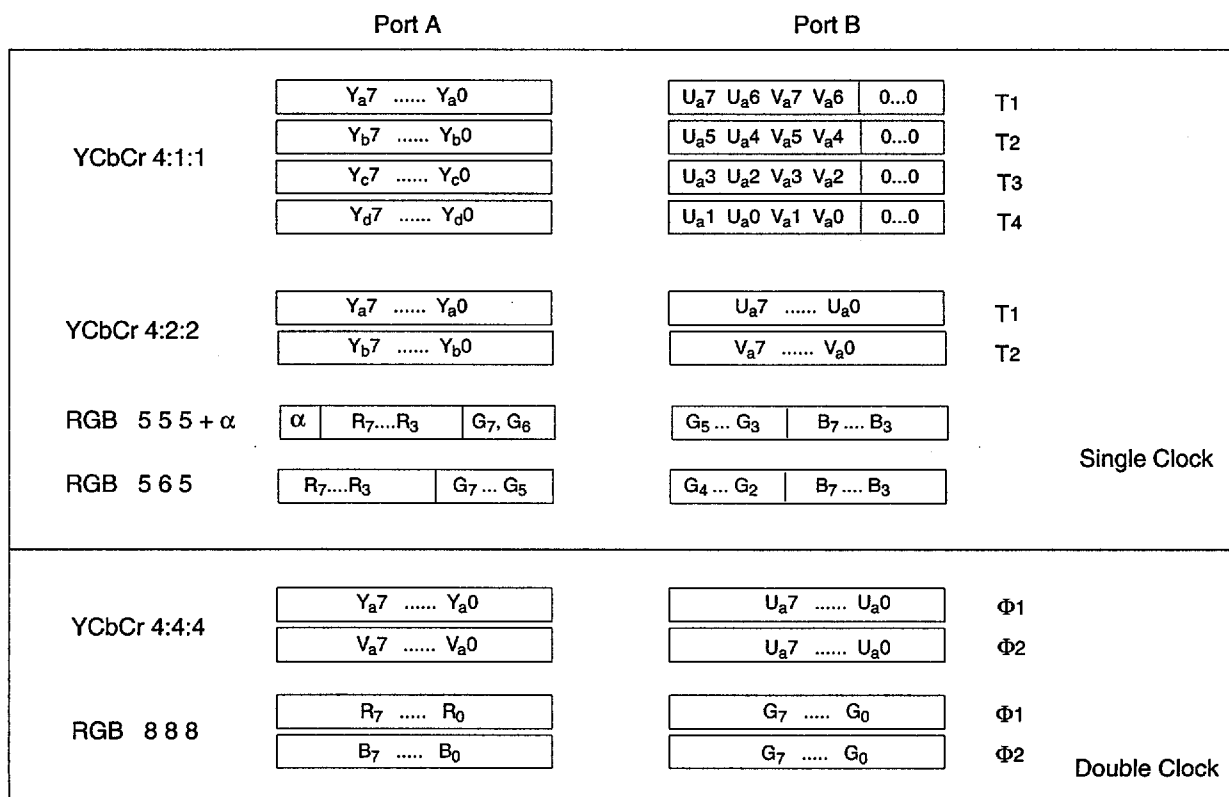 Port A Port B
Ya7 ...... Ya0 Ua7 Ua6 Va7 Va6 0...0 T1
Yb7 ...... Yb0 Ua5 Ua4 Va5 Va4 0...0 T2
YCbCr 4:1:1
Yc7 ...... Yc0 Ua3 Ua2 Va3 Va2 0...0 T3
Yd7 ...... Yd0 Ua1 Ua0 Va1 Va0 0...0 T4
Ya7 ...... Ya0 Ua7 ...... Ua0 T1
YCbCr 4:2:2
Yb7 ...... Yb0 Va7 ...... Va0 T2
RGB 5 5 5 + α α R7....R3 G7, G6 G5 ... G3 B7 .... B3
Single Clock
RGB 5 6 5 R7....R3 G7 ... G5 G4 ... G2 B7 .... B3
Ya7 ...... Ya0 Ua7 ...... Ua0 Φ1
YCbCr 4:4:4
Va7 ...... Va0 Ua7 ...... Ua0 Φ2
R7 ..... R0 G7 ..... G0 Φ1
RGB 8 8 8
B7 ..... B0 G7 ..... G0 Φ2
Double Clock